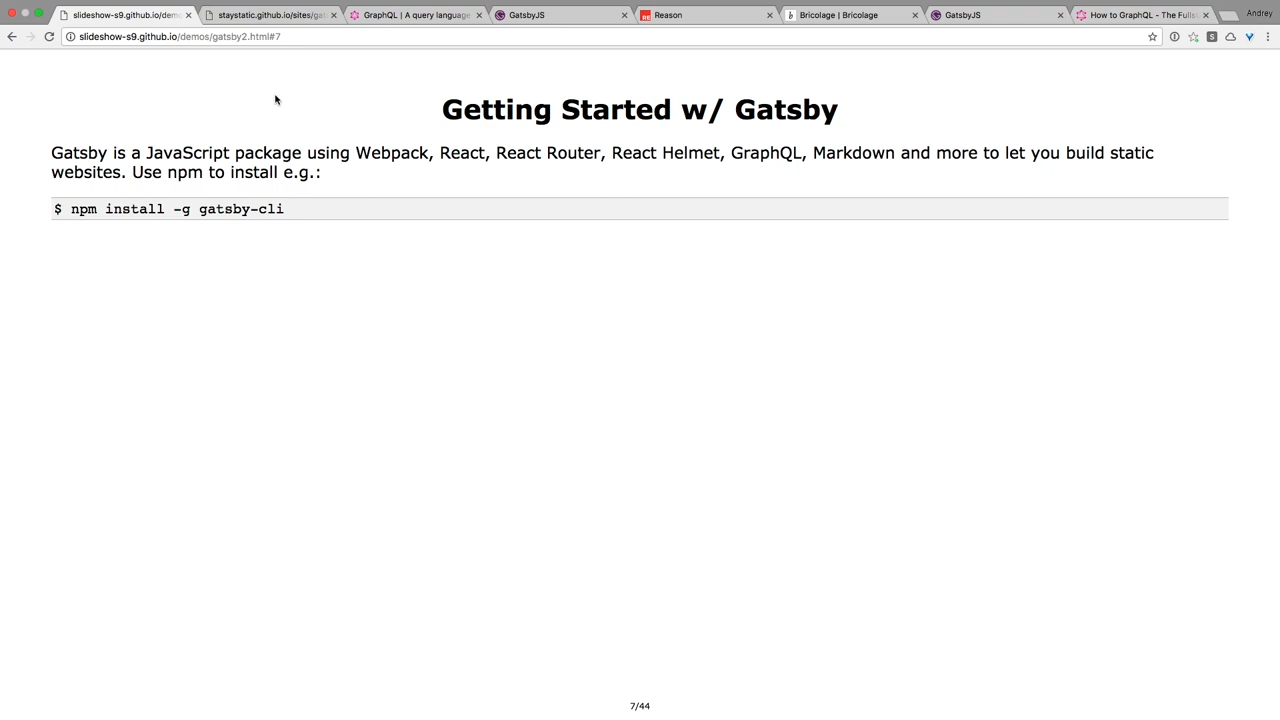 slideshow-s9.github.io/demo
staystatic.github.io/sites/gat
GraphQL | A query language
GatsbyJS
Reason
Bricolage | Bricolage
GatsbyJS
How to GraphQL - The Fulls
Andrey
slideshow-s9.github.io/demos/gatsby2.html#7
Getting Started w/ Gatsby
Gatsby is a JavaScript package using Webpack, React, React Router, React Helmet, GraphQL, Markdown and more to let you build static
websites. Use npm to install e.g.:
$ npm install -g gatsby-cli
7/44